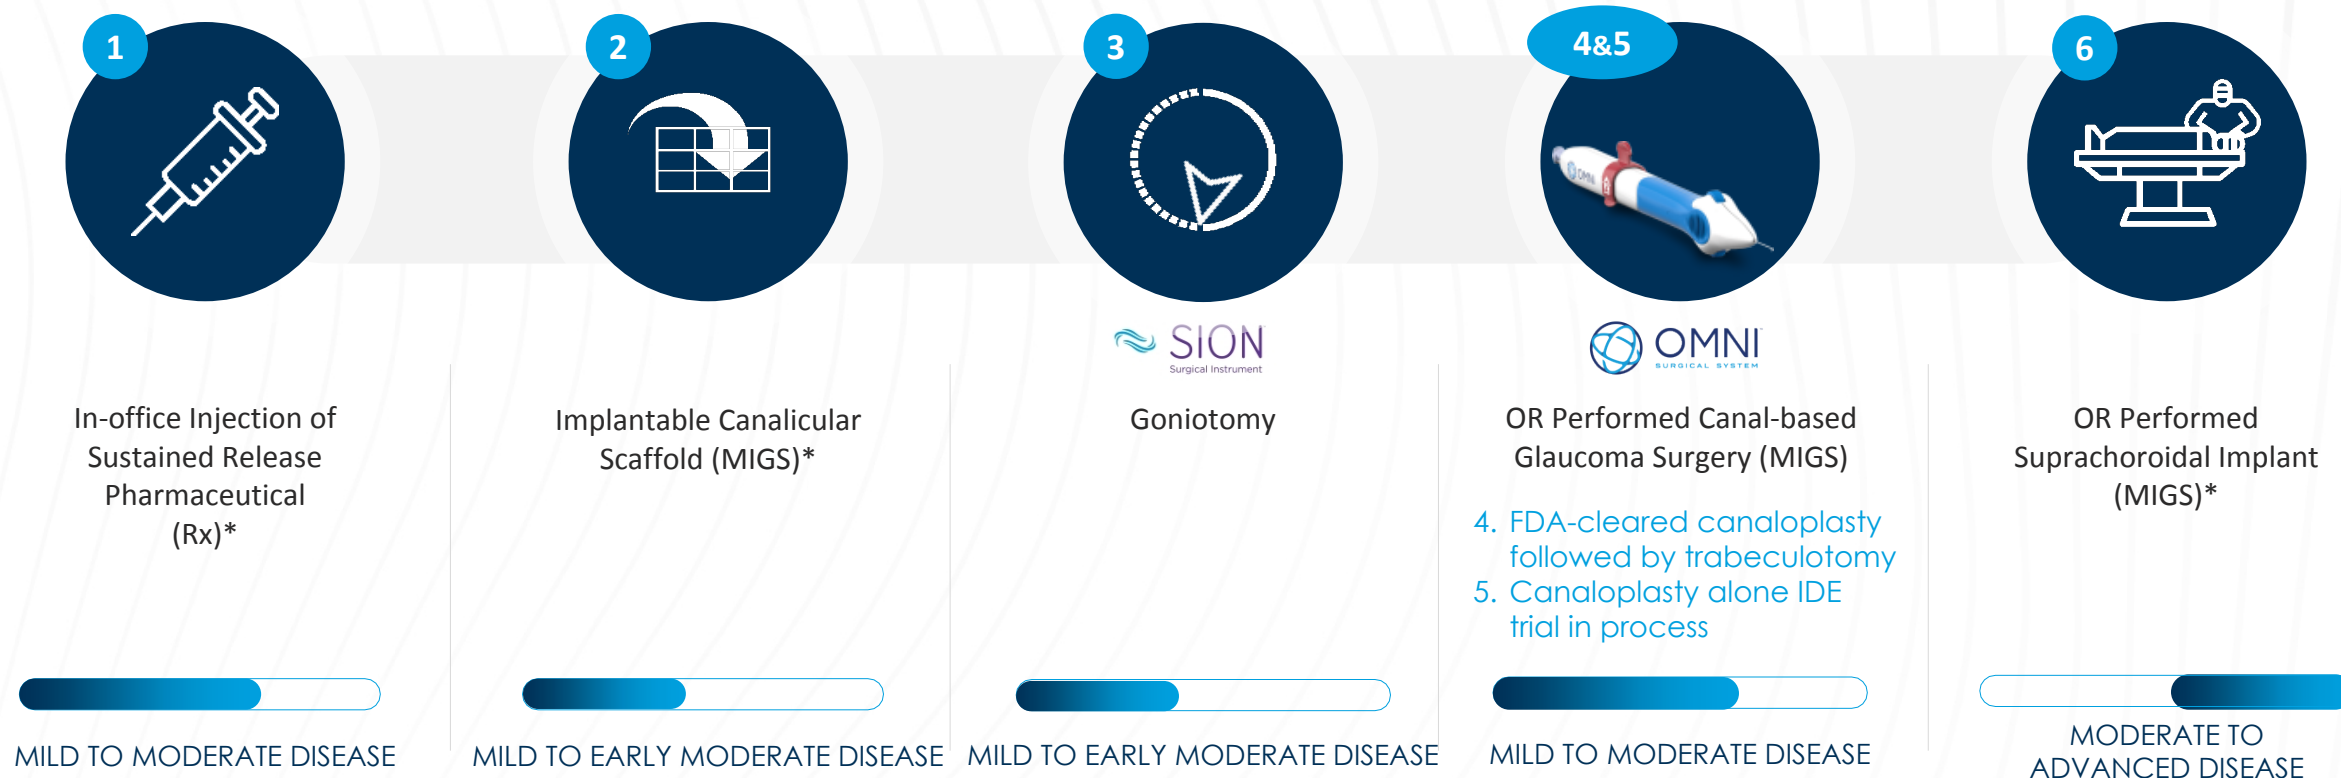 1
2
3
4&5
6
OMNI
SION
Surgical Instrument
OMNI
SURGICAL SYSTEM
In-office Injection of
Sustained Release
Pharmaceutical
(Rx)*
Implantable Canalicular
Scaffold (MIGS)*
Goniotomy
OR Performed Canal-based
Glaucoma Surgery (MIGS)
4. FDA-cleared canaloplasty
followed by trabeculotomy
5. Canaloplasty alone IDE
trial in process
OR Performed
Suprachoroidal Implant
(MIGS)*
MILD TO MODERATE DISEASE
MILD TO EARLY MODERATE DISEASE
MILD TO EARLY MODERATE DISEASE
MILD TO MODERATE DISEASE
MODERATE TO
ADVANCED DISEASE